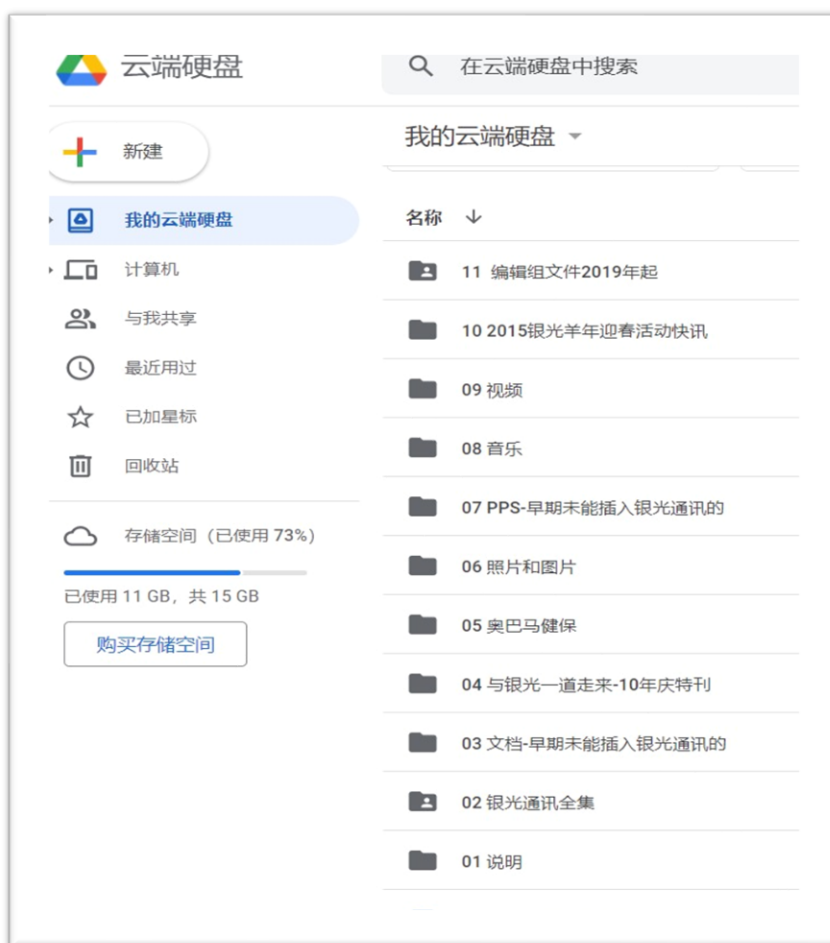 云端硬盘
在云端硬盘中搜索
新建
我的云端硬盘
计算机
与我共享
最近用过
已加星标
回收站
存储空间（已使用 73%）
已使用 11 GB，共 15 GB
购买存储空间
我的云端硬盘
名称
11 编辑组文件2019年起
10 2015银光羊年迎春活动快讯
09 视频
08 音乐
07 PPS-早期未能插入银光通讯的
06 照片和图片
05 奥巴马健保
04 与银光一道走来-10年庆特刊
03 文档-早期未能插入银光通讯的
02 银光通讯全集
01 说明